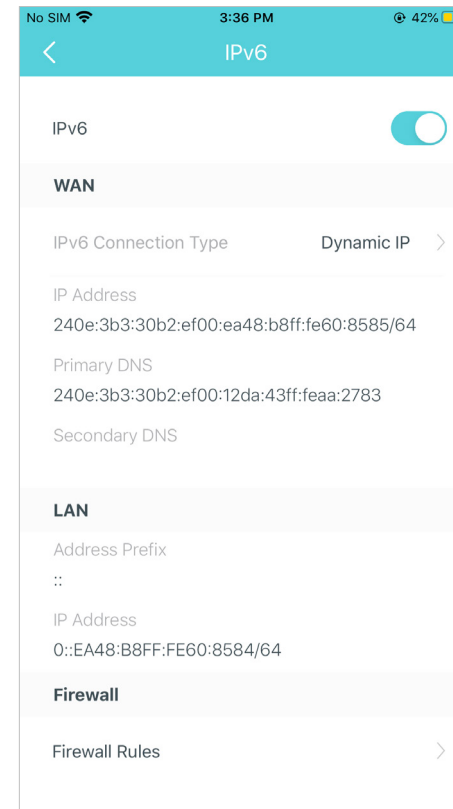 No SIM 3:36 PM 42%
IPv6
IPv6
WAN
IPv6 Connection Type Dynamic IP
IP Address
240e:3b3:30b2:ef00:ea48:b8ff:fe60:8585/64
Primary DNS
240e:3b3:30b2:ef00:12da:43ff:feaa:2783
Secondary DNS
LAN
Address Prefix
::
IP Address
0::EA48:B8FF:FE60:8584/64
Firewall
Firewall Rules